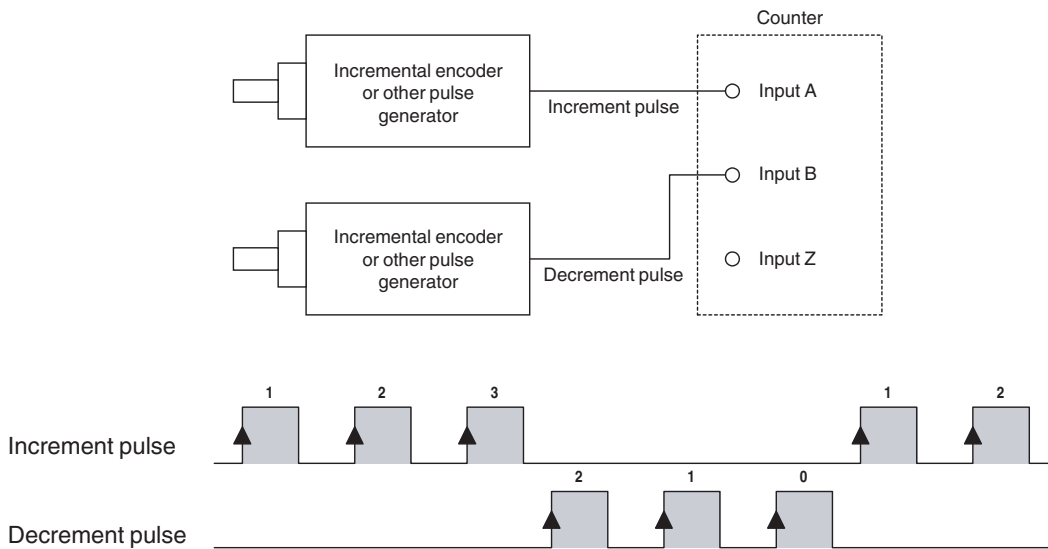 Counter
Incremental encoder
or other pulse
generator
Increment pulse
Input A
Input B
Incremental encoder
or other pulse
generator
Decrement pulse
Input Z
1 2 3 1 2
Increment pulse
2 1 0
Decrement pulse